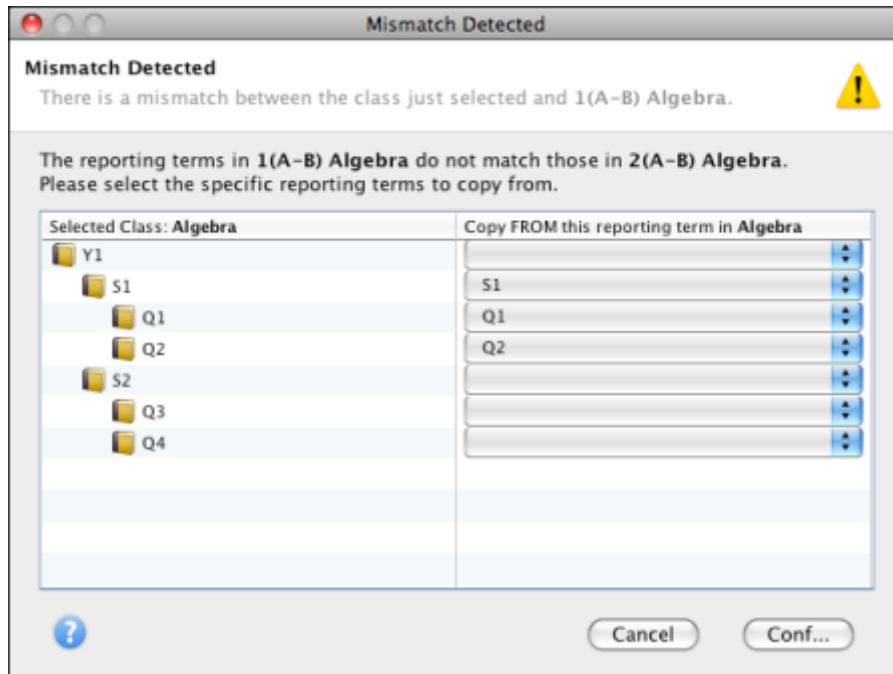 Mismatch Detected
Mismatch Detected
There is a mismatch between the class just selected and 1(A-B) Algebra.
The reporting terms in 1(A-B) Algebra do not match those in 2(A-B) Algebra.
Please select the specific reporting terms to copy from.
Selected Class: Algebra Copy FROM this reporting term in Algebra
Y1
S1 S1
Q1 Q1
Q2 Q2
S2
Q3
Q4
? Cancel Conf...